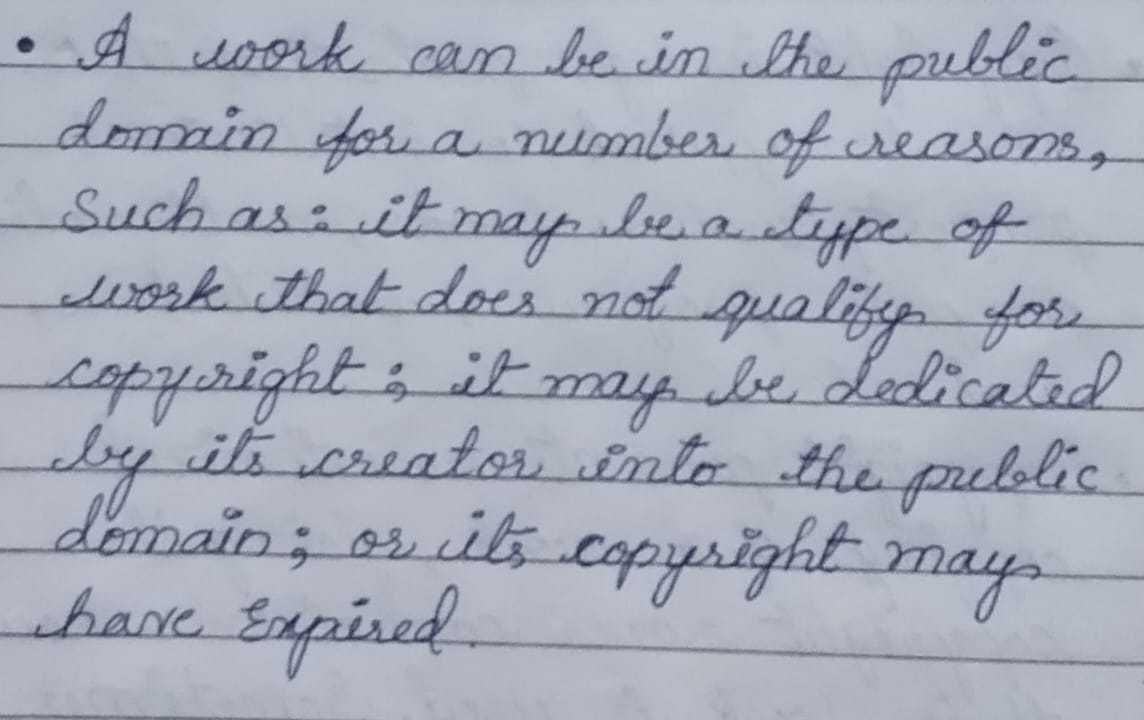 • A work can be in the public
domain for a number of reasons,
Such as: it may be a type of
work that does not qualify for
copyright; it may be dedicated
by its creator into the public
domain; or its copyright may
have Expired.